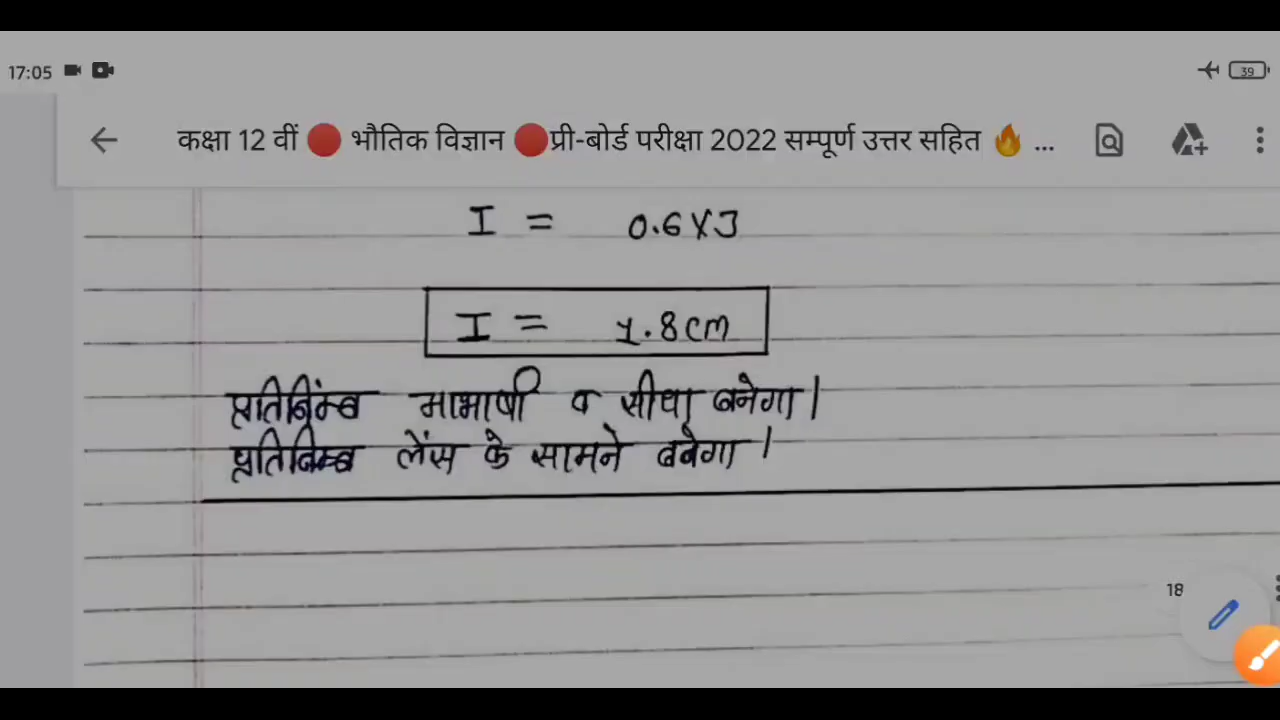 17:05
39
कक्षा 12 वीं 🔴 भौतिक विज्ञान 🔴प्री-बोर्ड परीक्षा 2022 सम्पूर्ण उत्तर सहित 🔥 ...
I = 0.6×3
I = 1.8cm
प्रतिबिंम्ब माभाषी व सीधा बनेगा।
प्रतिबिम्ब लेंस के सामने बनेगा।
18